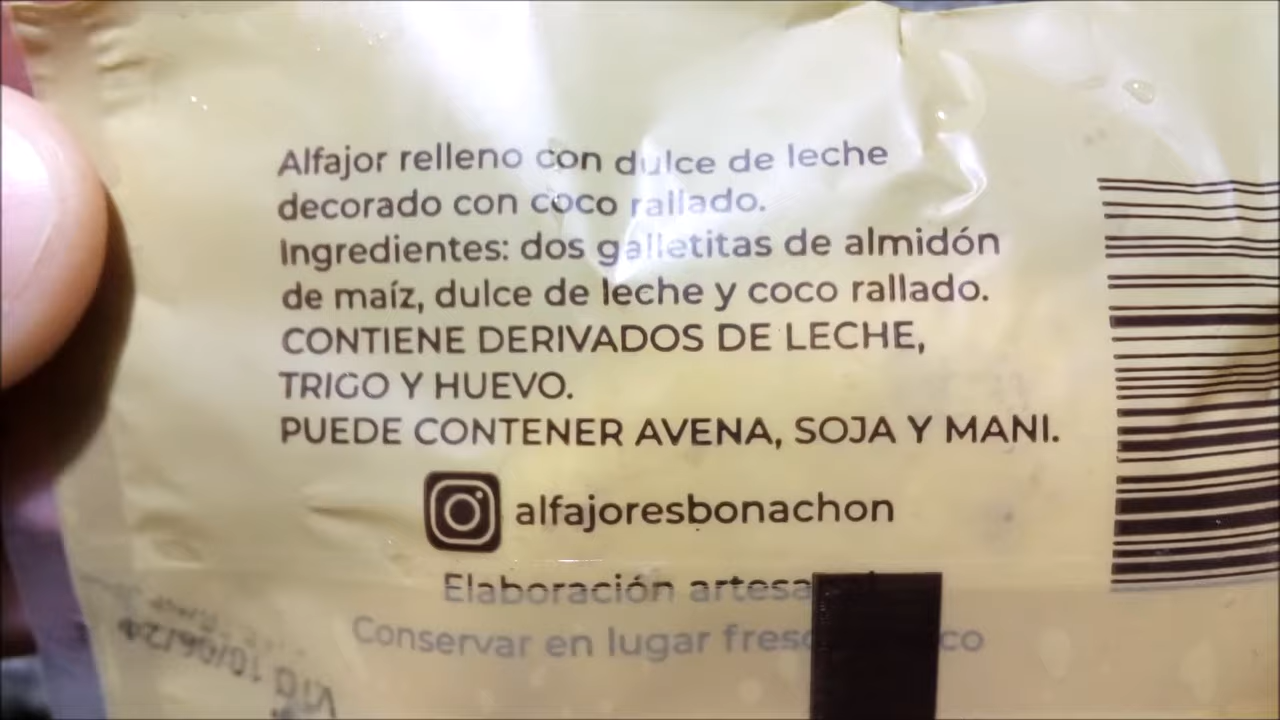 Alfajor relleno con dulce de leche
decorado con coco rallado.
Ingredientes: dos galletitas de almidón
de maíz, dulce de leche y coco rallado.
CONTIENE DERIVADOS DE LECHE,
TRIGO Y HUEVO.
PUEDE CONTENER AVENA, SOJA Y MANI.
alfajoresbonachon
Elaboración
Conservar en lugar